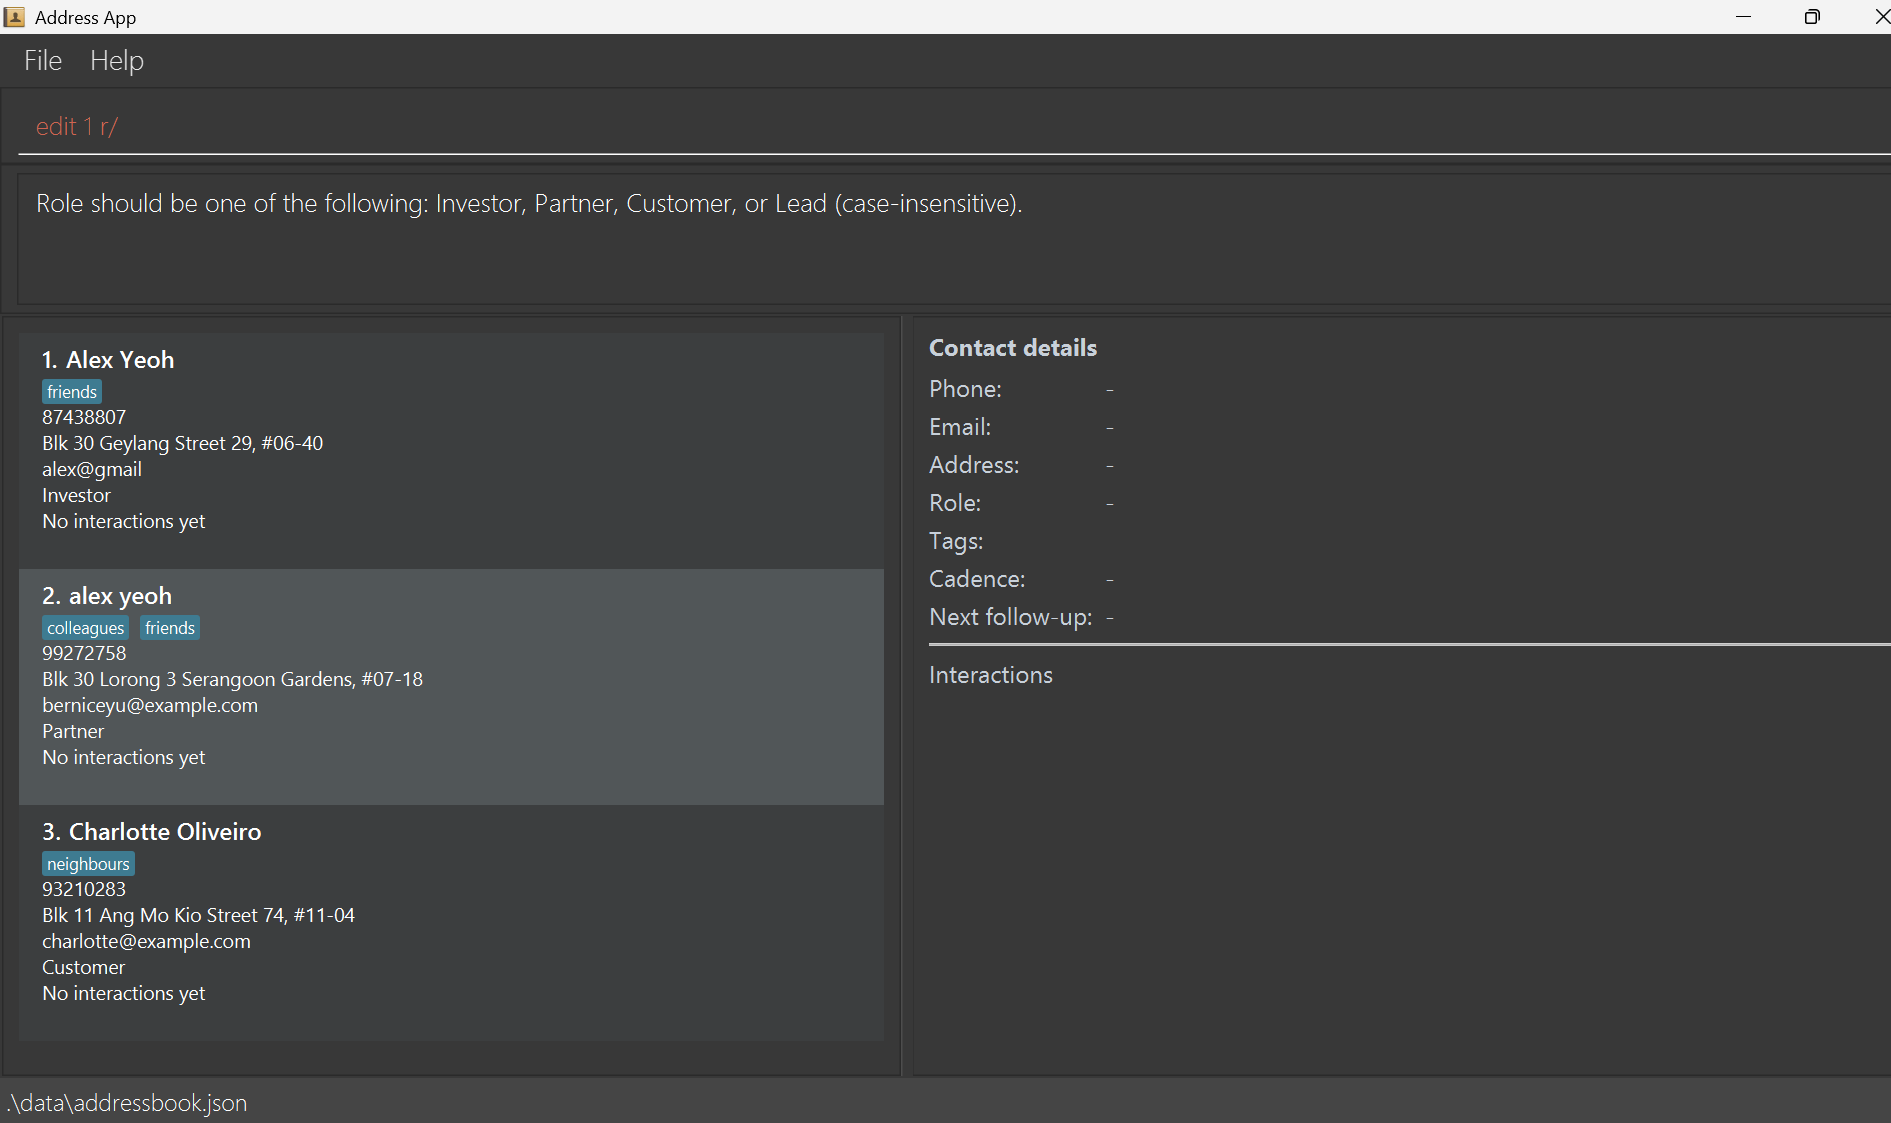 Address App
File Help
edit 1 r/
Role should be one of the following: Investor, Partner, Customer, or Lead (case-insensitive).
1. Alex Yeoh
friends
87438807
Blk 30 Geylang Street 29, #06-40
alex@gmail
Investor
No interactions yet
2. alex yeoh
colleagues friends
99272758
Blk 30 Lorong 3 Serangoon Gardens, #07-18
berniceyu@example.com
Partner
No interactions yet
3. Charlotte Oliveiro
neighbours
93210283
Blk 11 Ang Mo Kio Street 74, #11-04
charlotte@example.com
Customer
No interactions yet
Contact details
Phone: -
Email: -
Address: -
Role: -
Tags:
Cadence: -
Next follow-up: -
Interactions
.\data\addressbook.json